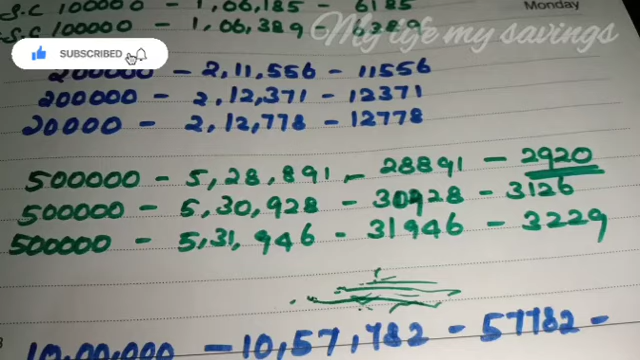 S.C 100000 - 1,06,185 - 6185
Monday
S.C 100000 - 1,06,389 - 6389
My life my savings
SUBSCRIBED
200000 - 2,11,556 - 11556
200000 - 2,12,371 - 12371
20000 - 2,12,778 - 12778
500000 - 5,28,891 - 28891 - 2920
500000 - 5,30,928 - 30928 - 3126
500000 - 5,31,946 - 31946 - 3229
10,00,000 - 10,57,782 - 57782 -